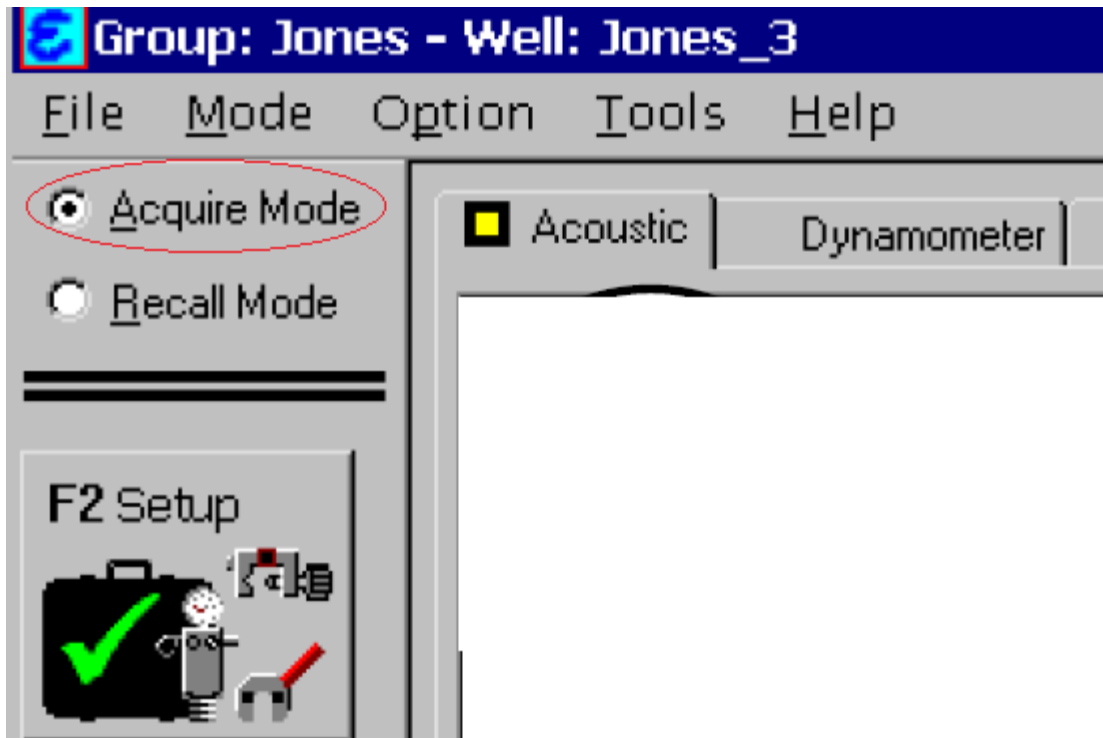 Group: Jones - Well: Jones_3
File Mode Option Tools Help
Acquire Mode
Acoustic Dynamometer
Recall Mode
F2 Setup